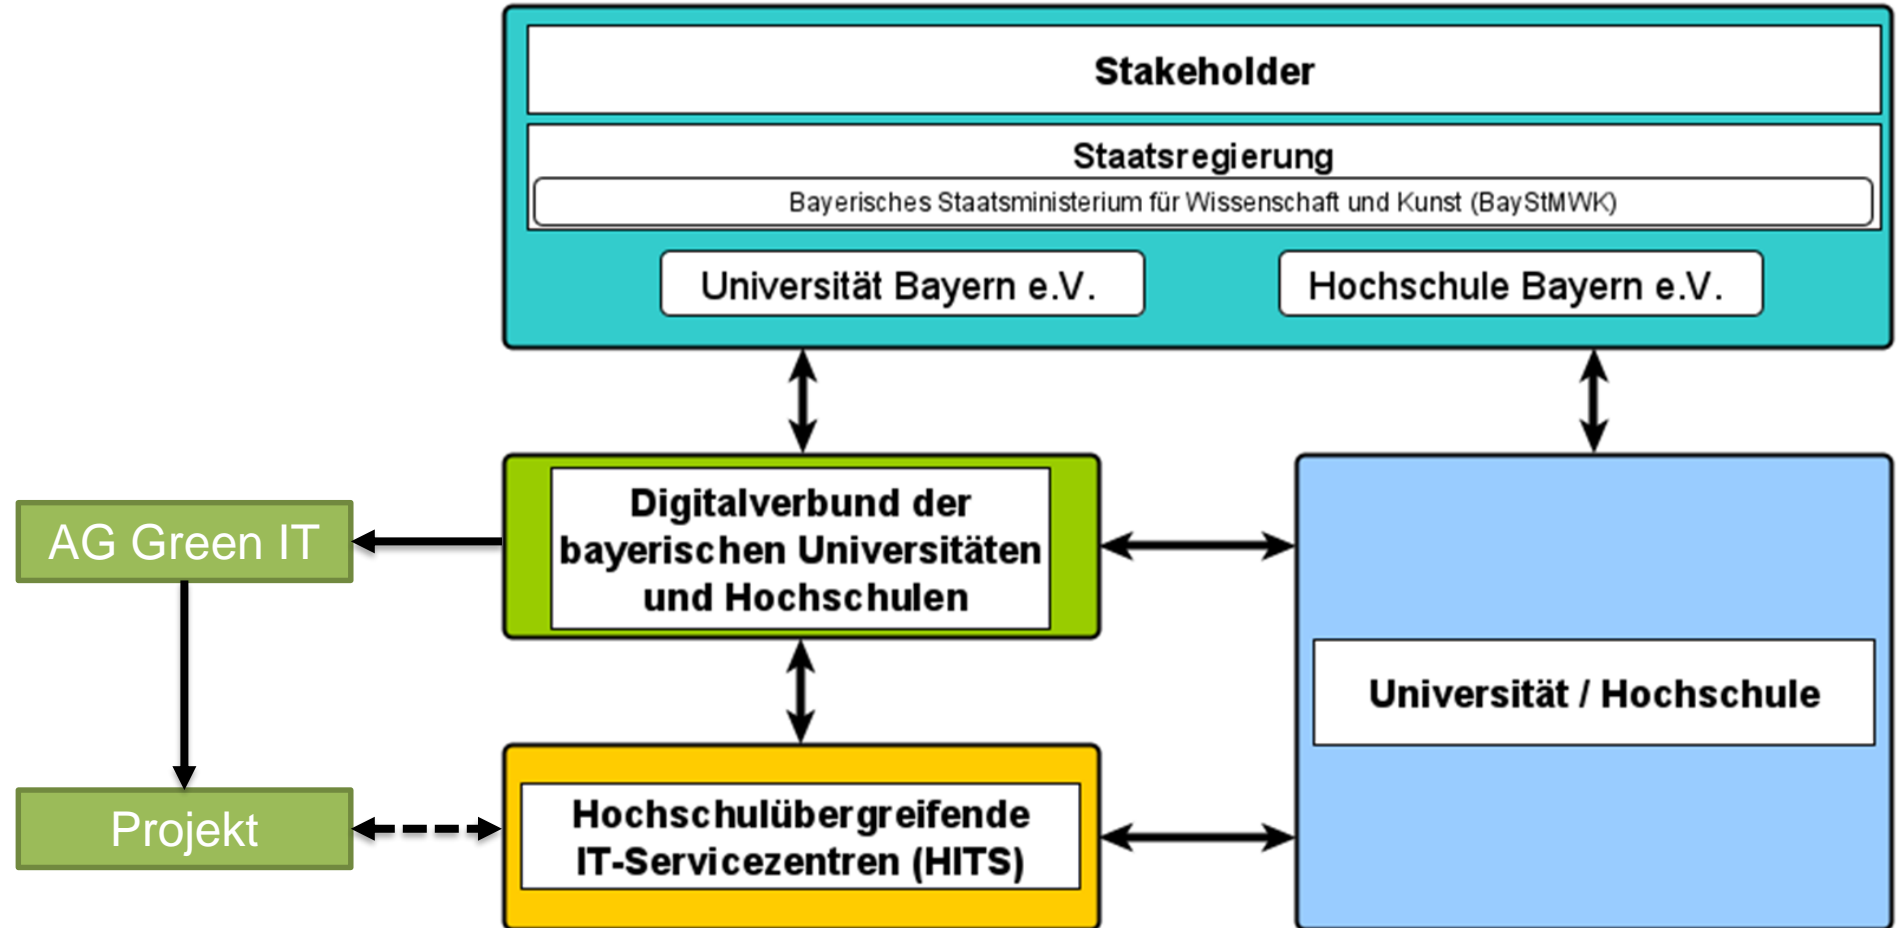 Stakeholder
Staatsregierung
Bayerisches Staatsministerium für Wissenschaft und Kunst (BayStMWK)
Universität Bayern e.V.
Hochschule Bayern e.V.
AG Green IT
Digitalverbund der
bayerischen Universitäten
und Hochschulen
Universität / Hochschule
Projekt
Hochschulübergreifende
IT-Servicezentren (HITS)